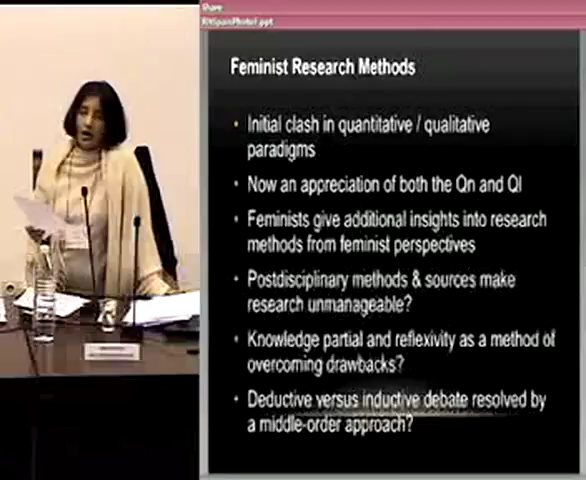 Share
Feminist Research Methods
Initial clash in quantitative / qualitative
paradigms
Now an appreciation of both the Qn and Ql
Feminists give additional insights into research
methods from feminist perspectives
Postdisciplinary methods & sources make
research unmanageable?
Knowledge partial and reflexivity as a method of
overcoming drawbacks?
Deductive versus inductive debate resolved by
a middle-order approach?